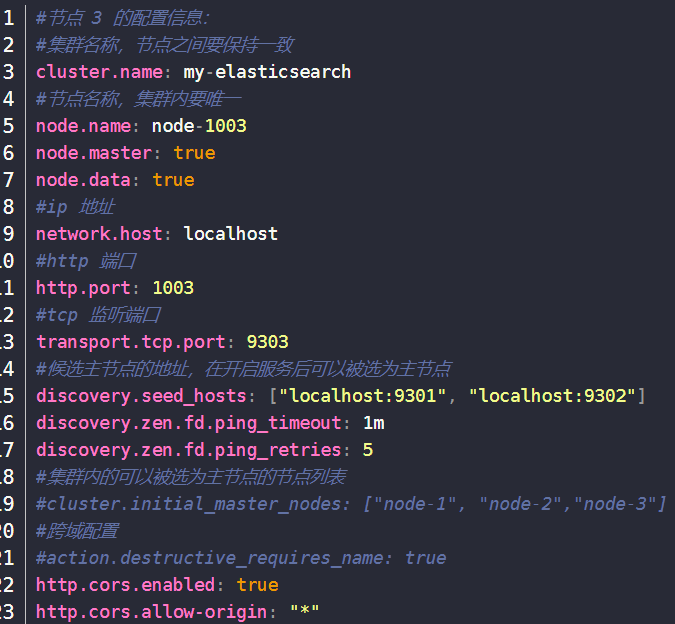 1 #节点 3 的配置信息：
2 #集群名称，节点之间要保持一致
3 cluster.name: my-elasticsearch
4 #节点名称，集群内要唯一
5 node.name: node-1003
6 node.master: true
7 node.data: true
8 #ip 地址
9 network.host: localhost
10 #http 端口
11 http.port: 1003
12 #tcp 监听端口
13 transport.tcp.port: 9303
14 #候选主节点的地址，在开启服务后可以被选为主节点
15 discovery.seed_hosts: ["localhost:9301", "localhost:9302"]
16 discovery.zen.fd.ping_timeout: 1m
17 discovery.zen.fd.ping_retries: 5
18 #集群内的可以被选为主节点的节点列表
19 #cluster.initial_master_nodes: ["node-1", "node-2","node-3"]
20 #跨域配置
21 #action.destructive_requires_name: true
22 http.cors.enabled: true
23 http.cors.allow-origin: "*"